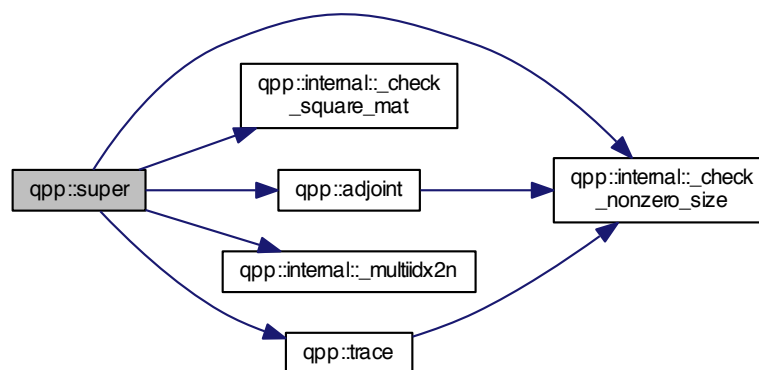 qpp::super
qpp::internal::_check
_square_mat
qpp::adjoint
qpp::internal::_multiidx2n
qpp::trace
qpp::internal::_check
_nonzero_size